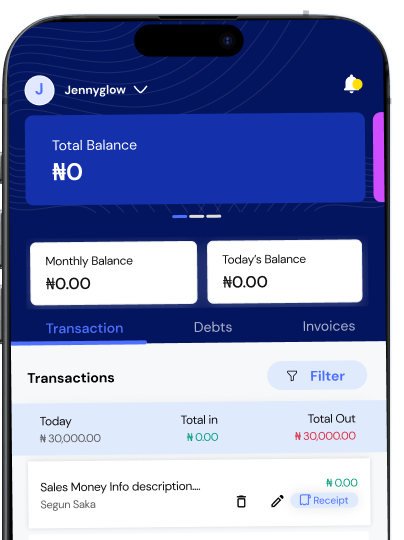 J
Jennyglow
Total Balance
₦0
Monthly Balance
₦0.00
Today's Balance
₦0.00
Transaction
Debts
Invoices
Transactions
Filter
Today
Total in
Total Out
₦ 30,000.00
₦ 0.00
₦ 30,000.00
Sales Money Info description....
₦ 0.00
Segun Saka
Receipt